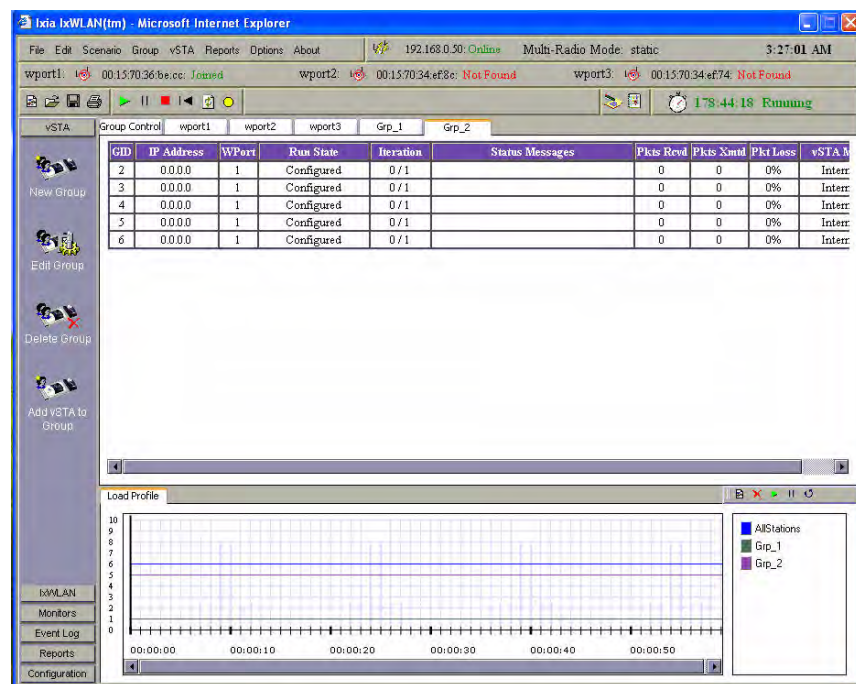 Ixia IxWLAN(tm) - Microsoft Internet Explorer
File Edit Scenario Group vSTA Reports Options About 192.168.0.50: Online Multi-Radio Mode: static 3:27:01 AM
wport1: 00:15:70:36:be:cc: Joined wport2: 00:15:70:34:ef:8c: Not Found wport3: 00:15:70:34:ef:74: Not Found
178:44:18 Running
vSTA Group Control wport1 wport2 wport3 Grp_1 Grp_2
GID IP Address WPort Run State Iteration Status Messages Pkts Rcvd Pkts Xmtd Pkt Loss vSTA M
2 0.0.0.0 1 Configured 0 / 1 0 0 0% Intern
3 0.0.0.0 1 Configured 0 / 1 0 0 0% Intern
4 0.0.0.0 1 Configured 0 / 1 0 0 0% Intern
5 0.0.0.0 1 Configured 0 / 1 0 0 0% Intern
6 0.0.0.0 1 Configured 0 / 1 0 0 0% Intern
New Group
Edit Group
Delete Group
Add vSTA to
Group
IxWLAN
Monitors
Event Log
Reports
Configuration
Load Profile
10
9
8
7
6
5
4
3
2
1
0
00:00:00 00:00:10 00:00:20 00:00:30 00:00:40 00:00:50
AllStations
Grp_1
Grp_2